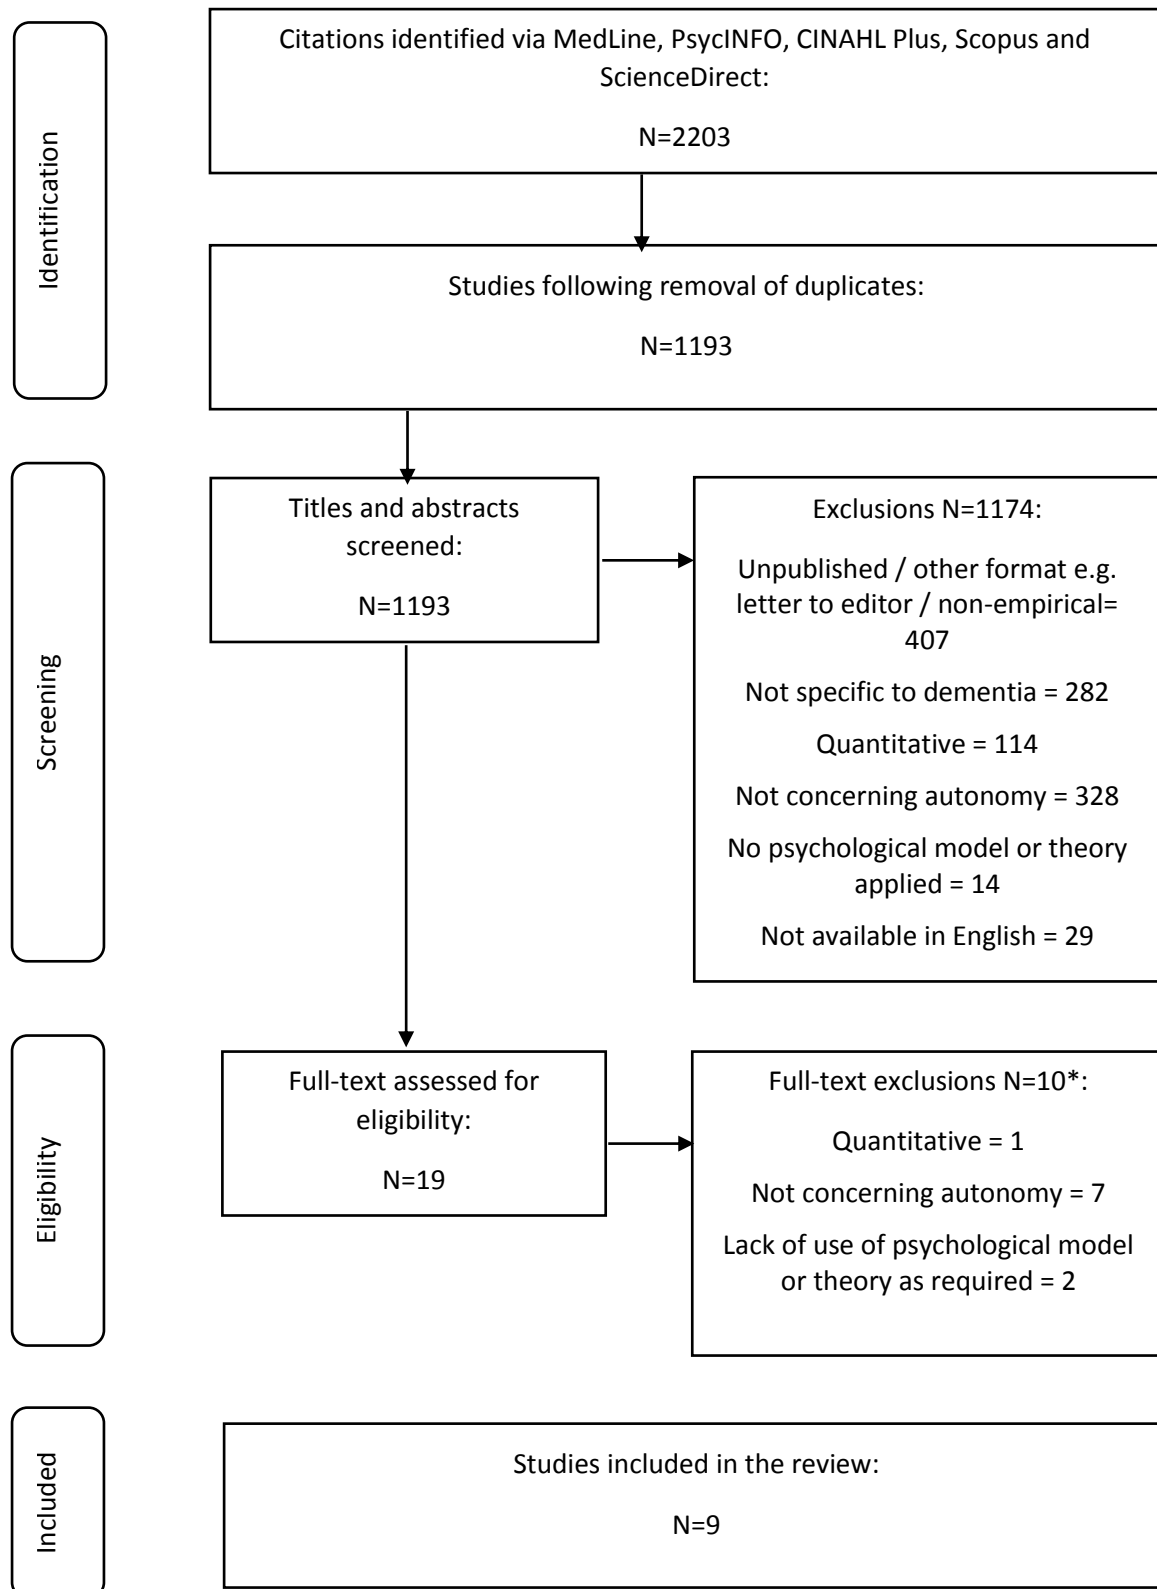 Identification
Citations identified via MedLine, PsycINFO, CINAHL Plus, Scopus and
ScienceDirect:
N=2203
Studies following removal of duplicates:
N=1193
Screening
Titles and abstracts
screened:
N=1193
Exclusions N=1174:
Unpublished / other format e.g.
letter to editor / non-empirical=
407
Not specific to dementia = 282
Quantitative = 114
Not concerning autonomy = 328
No psychological model or theory
applied = 14
Not available in English = 29
Eligibility
Full-text assessed for
eligibility:
N=19
Full-text exclusions N=10*:
Quantitative = 1
Not concerning autonomy = 7
Lack of use of psychological model
or theory as required = 2
Included
Studies included in the review:
N=9